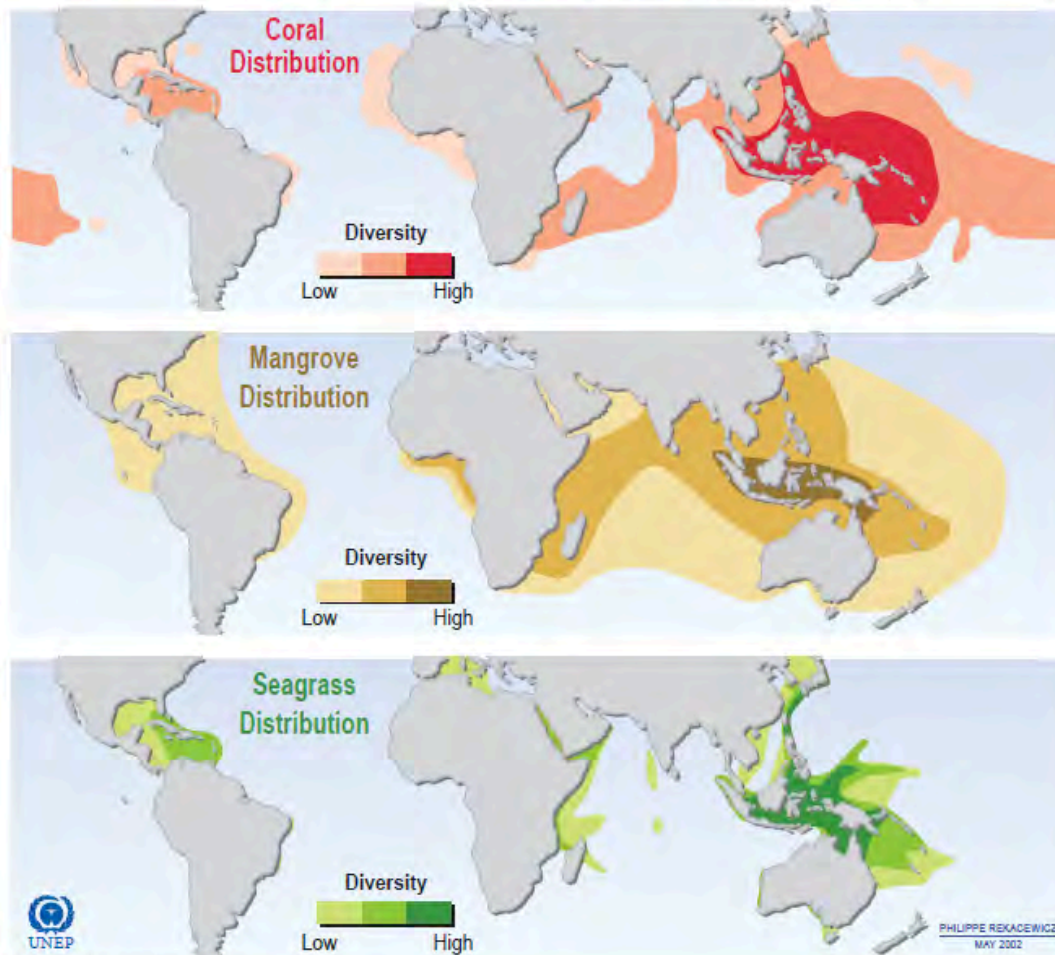 Coral
Distribution
Diversity
Low High
Mangrove
Distribution
Diversity
Low High
Seagrass
Distribution
Diversity
Low High
UNEP
PHILIPPE REKACEWICZ
MAY 2002